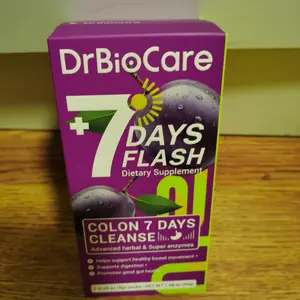 DrBioCare
+7 DAYS
FLASH
Dietary Supplement
COLON 7 DAYS
CLEANSE
Advanced herbal & Super enzymes
Helps support healthy bowel movement
Supports digestion
Promotes good gut